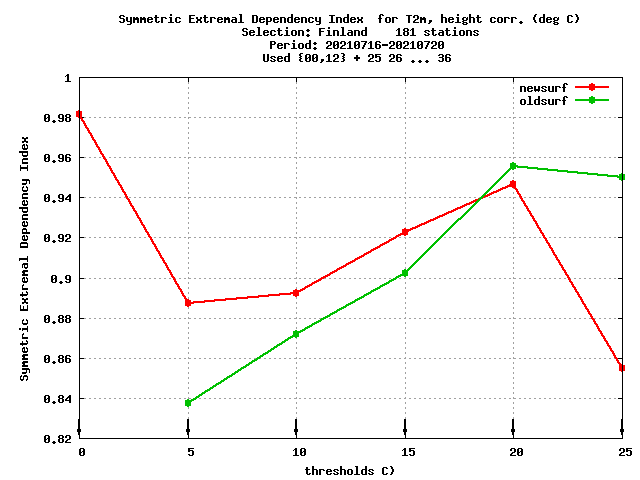 Symmetric Extremal Dependency Index  for T2m, height corr. (deg C)
Selection: Finland    181 stations
Period: 20210716-20210720
Used {00,12} + 25 26 ... 36
newsurf
oldsurf
Symmetric Extremal Dependency Index
1
0.98
0.96
0.94
0.92
0.9
0.88
0.86
0.84
0.82
0 5 10 15 20 25
thresholds C)